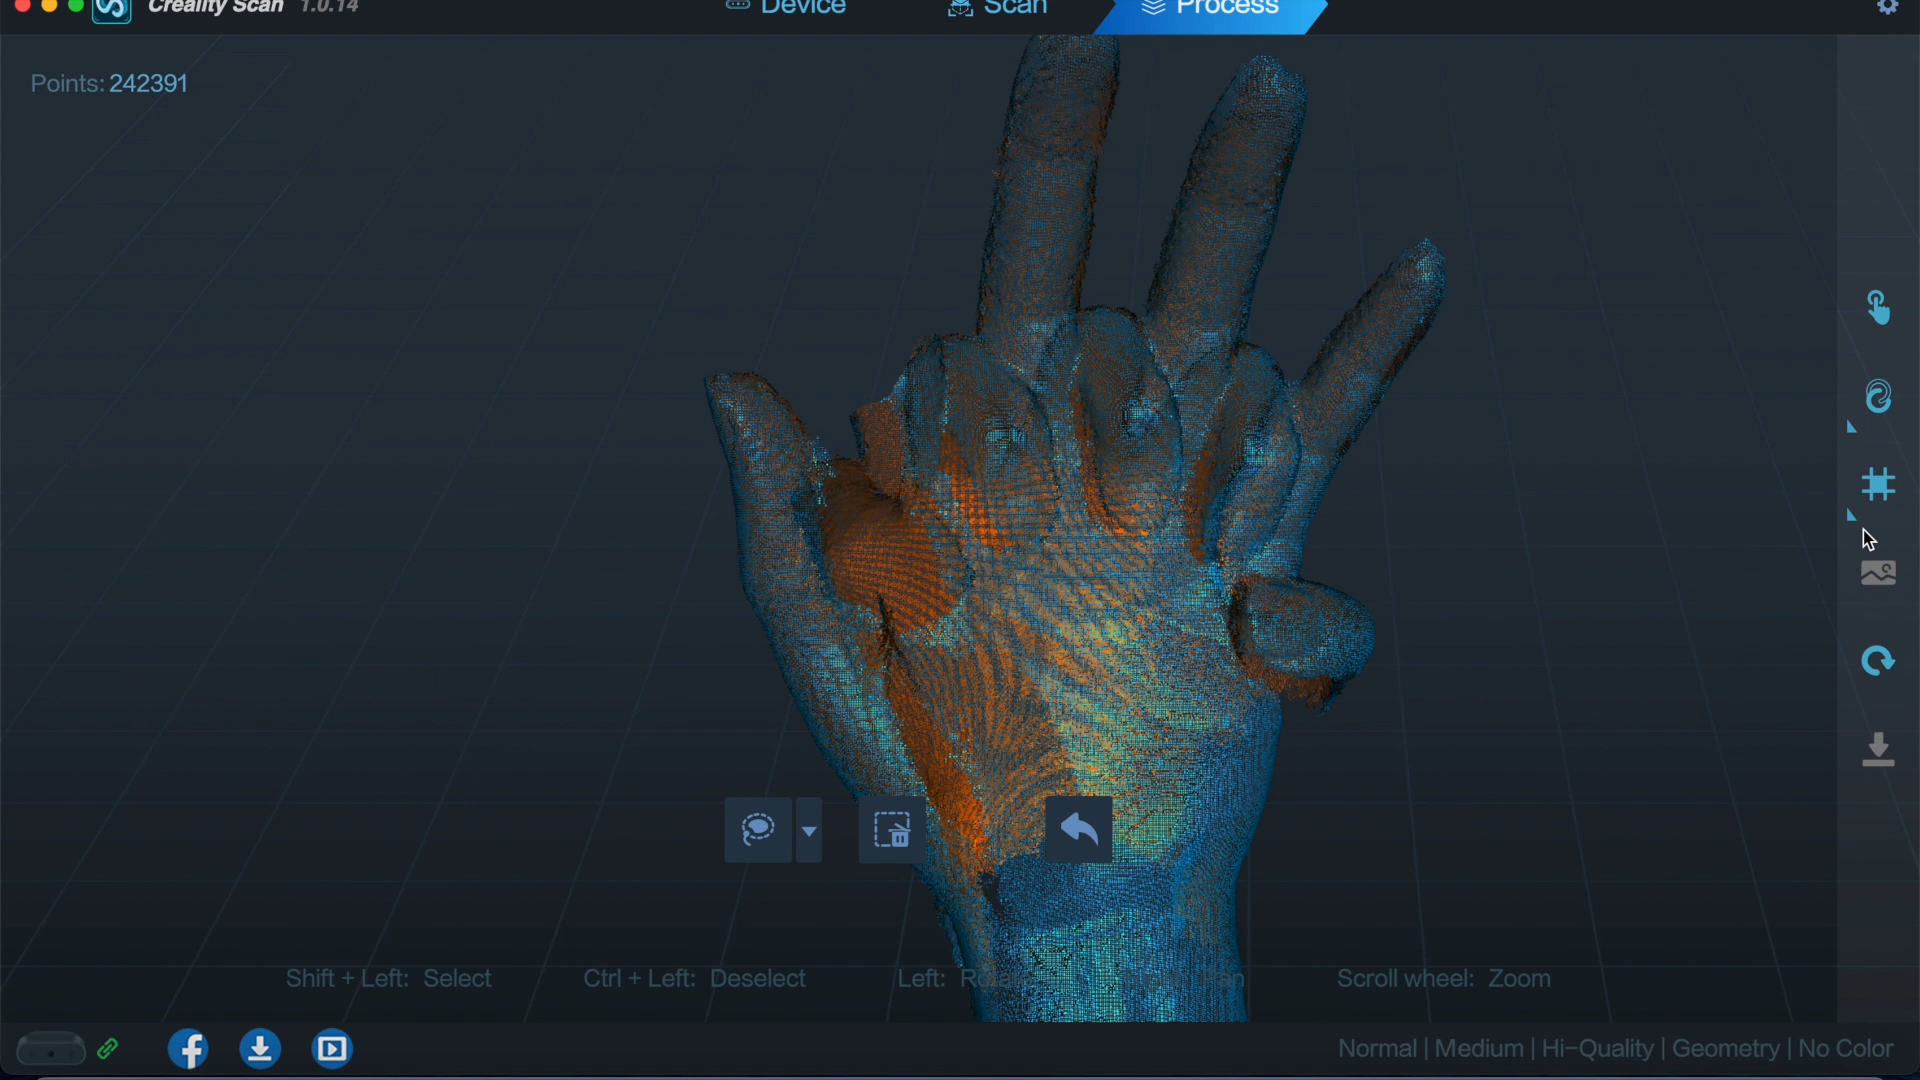 Creality Scan 1.0.14
Device
Scan
Process
Points: 242391
Shift + Left: Select
Ctrl + Left: Deselect
Left:
Scroll wheel: Zoom
Normal | Medium | Hi-Quality | Geometry | No Color